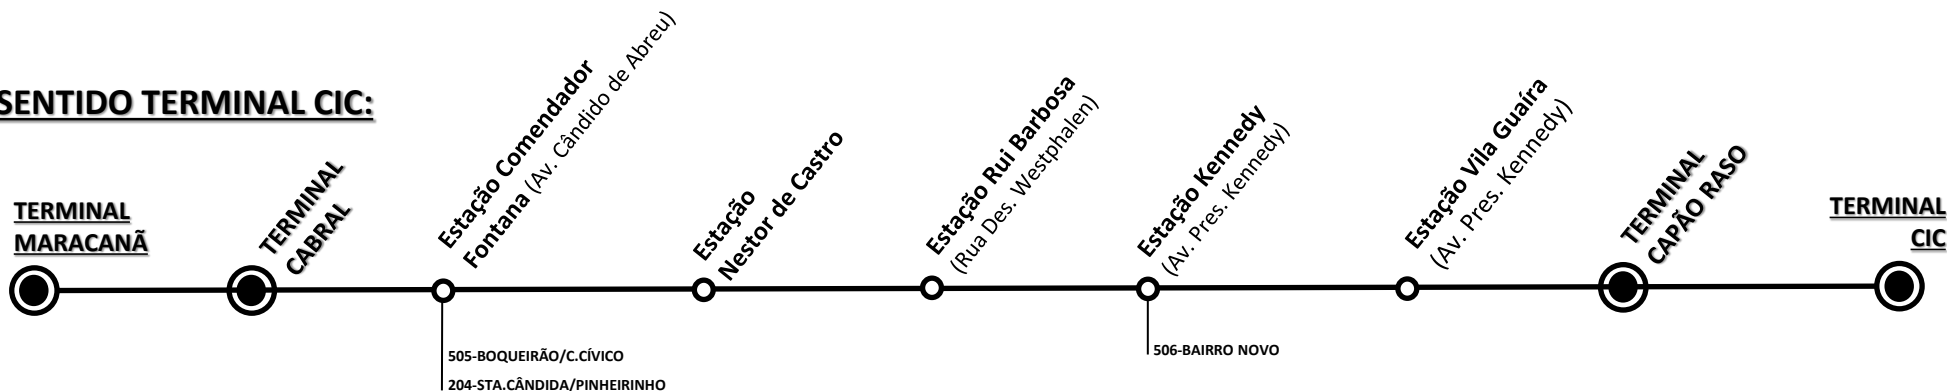 SENTIDO TERMINAL CIC:
TERMINAL
MARACANÃ
TERMINAL
CABRAL
Estação Comendador
Fontana (Av. Cândido de Abreu)
Estação
Nestor de Castro
Estação Rui Barbosa
(Rua Des. Westphalen)
Estação Kennedy
(Av. Pres. Kennedy)
Estação Vila Guaíra
(Av. Pres. Kennedy)
TERMINAL
CAPÃO RASO
TERMINAL
CIC
505-BOQUEIRÃO/C.CÍVICO
204-STA.CÂNDIDA/PINHEIRINHO
506-BAIRRO NOVO